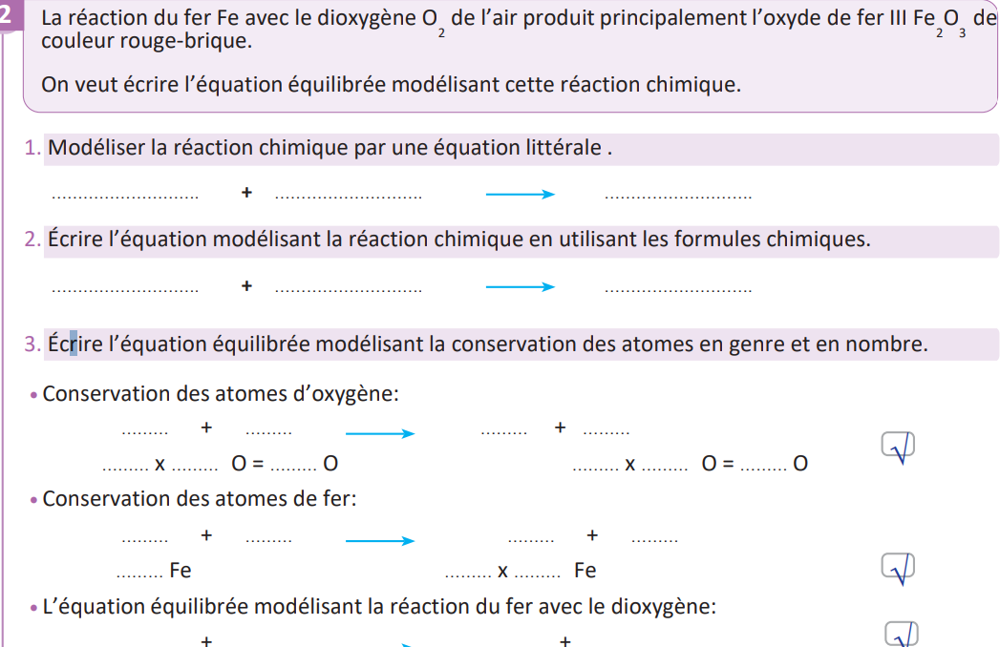 2
La réaction du fer Fe avec le dioxygène O2 de l'air produit principalement l'oxyde de fer III Fe2O3 de
couleur rouge-brique.
On veut écrire l'équation équilibrée modélisant cette réaction chimique.
1. Modéliser la réaction chimique par une équation littérale .
............................ + ............................ → ............................
2. Écrire l'équation modélisant la réaction chimique en utilisant les formules chimiques.
............................ + ............................ → ............................
3. Écrire l'équation équilibrée modélisant la conservation des atomes en genre et en nombre.
• Conservation des atomes d'oxygène:
......... + ......... → ......... + .........
......... x ......... O = ......... O ......... x ......... O = ......... O
• Conservation des atomes de fer:
......... + ......... → ......... + .........
......... Fe ......... x ......... Fe
• L'équation équilibrée modélisant la réaction du fer avec le dioxygène:
+ → +